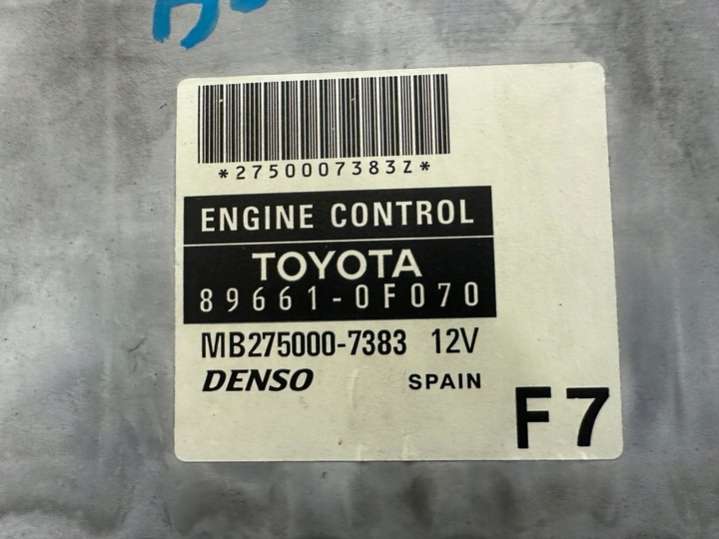 *2750007383Z*
ENGINE CONTROL
TOYOTA
89661-0F070
MB275000-7383 12V
DENSO SPAIN
F7